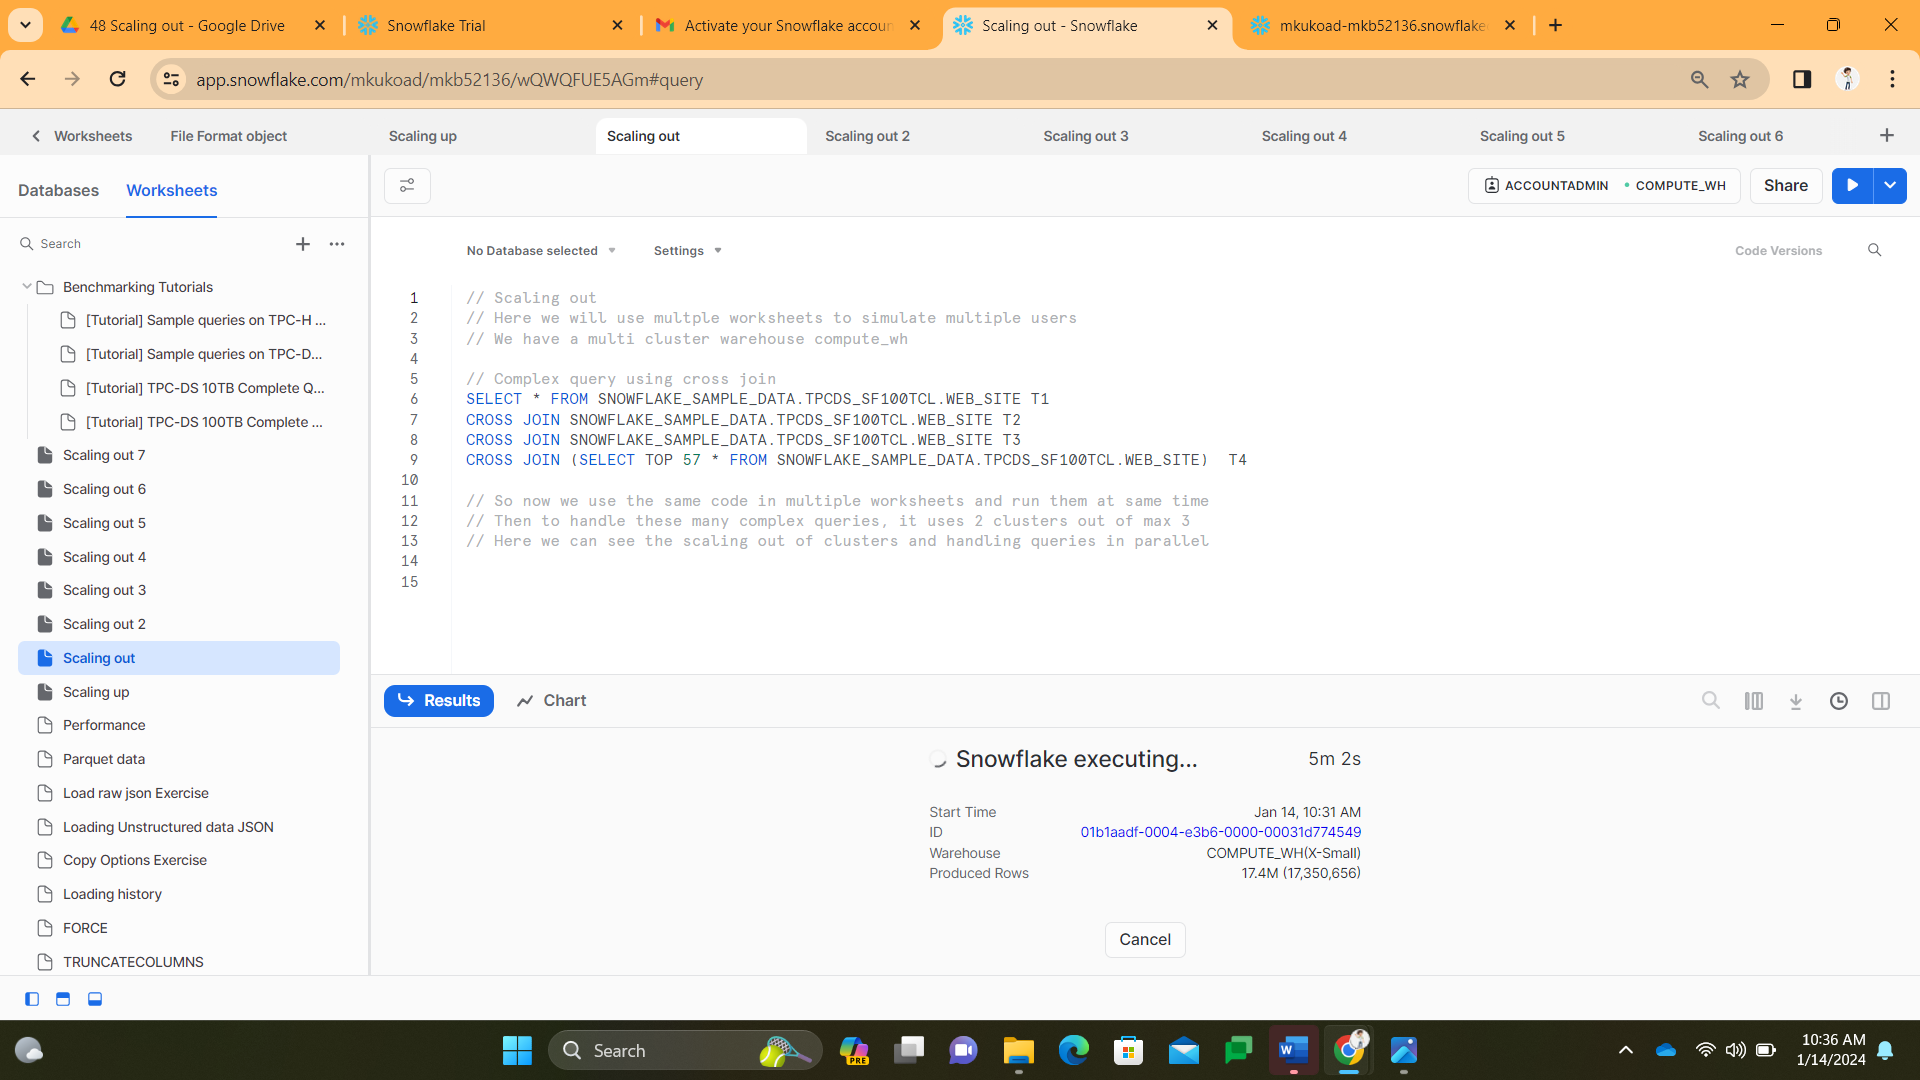 48 Scaling out - Google Drive
Snowflake Trial
Activate your Snowflake accoun
Scaling out - Snowflake
mkukoad-mkb52136.snowflake
app.snowflake.com/mkukoad/mkb52136/wQWQFUE5AGm#query
Worksheets
File Format object
Scaling up
Scaling out
Scaling out 2
Scaling out 3
Scaling out 4
Scaling out 5
Scaling out 6
Databases
Worksheets
ACCOUNTADMIN
COMPUTE_WH
Share
Search
No Database selected
Settings
Code Versions
Benchmarking Tutorials
[Tutorial] Sample queries on TPC-H ...
[Tutorial] Sample queries on TPC-D...
[Tutorial] TPC-DS 10TB Complete Q...
[Tutorial] TPC-DS 100TB Complete ...
Scaling out 7
Scaling out 6
Scaling out 5
Scaling out 4
Scaling out 3
Scaling out 2
Scaling out
Scaling up
Performance
Parquet data
Load raw json Exercise
Loading Unstructured data JSON
Copy Options Exercise
Loading history
FORCE
TRUNCATECOLUMNS
1 // Scaling out
2 // Here we will use multple worksheets to simulate multiple users
3 // We have a multi cluster warehouse compute_wh
4
5 // Complex query using cross join
6 SELECT * FROM SNOWFLAKE_SAMPLE_DATA.TPCDS_SF100TCL.WEB_SITE T1
7 CROSS JOIN SNOWFLAKE_SAMPLE_DATA.TPCDS_SF100TCL.WEB_SITE T2
8 CROSS JOIN SNOWFLAKE_SAMPLE_DATA.TPCDS_SF100TCL.WEB_SITE T3
9 CROSS JOIN (SELECT TOP 57 * FROM SNOWFLAKE_SAMPLE_DATA.TPCDS_SF100TCL.WEB_SITE) T4
10
11 // So now we use the same code in multiple worksheets and run them at same time
12 // Then to handle these many complex queries, it uses 2 clusters out of max 3
13 // Here we can see the scaling out of clusters and handling queries in parallel
14
15
Results
Chart
Snowflake executing... 5m 2s
Start Time Jan 14, 10:31 AM
ID 01b1aadf-0004-e3b6-0000-00031d774549
Warehouse COMPUTE_WH(X-Small)
Produced Rows 17.4M (17,350,656)
Cancel
Search
PRE
W
10:36 AM
1/14/2024